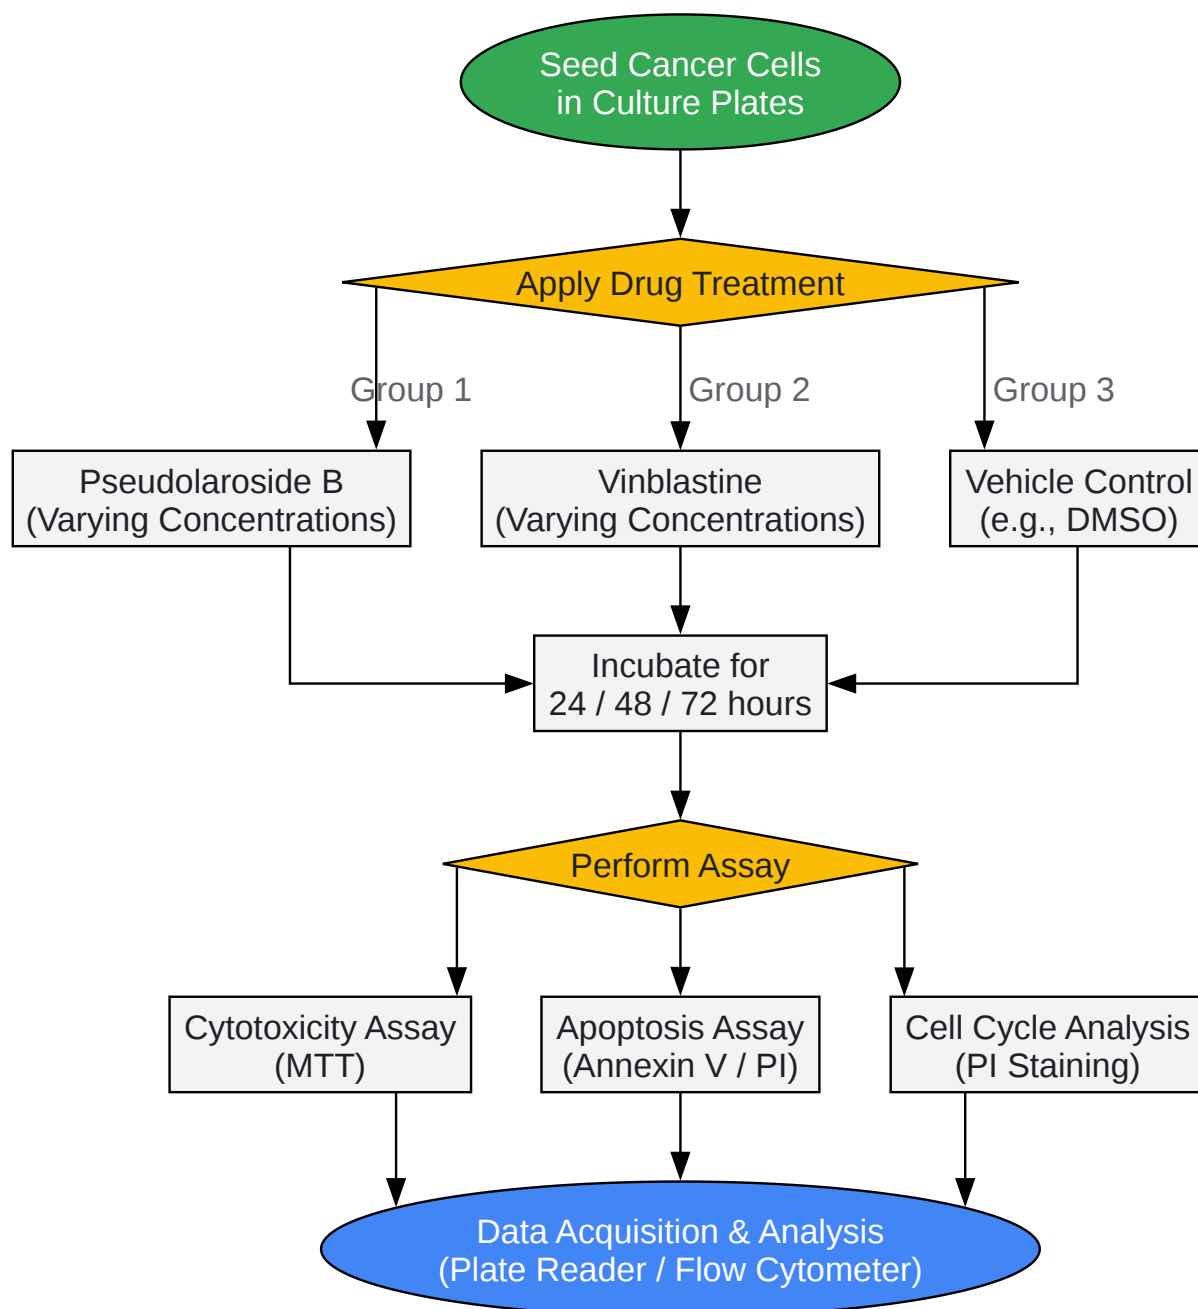 Seed Cancer Cells
in Culture Plates
Apply Drug Treatment
Group 1
Group 2
Group 3
Pseudolaroside B
(Varying Concentrations)
Vinblastine
(Varying Concentrations)
Vehicle Control
(e.g., DMSO)
Incubate for
24 / 48 / 72 hours
Perform Assay
Cytotoxicity Assay
(MTT)
Apoptosis Assay
(Annexin V / PI)
Cell Cycle Analysis
(PI Staining)
Data Acquisition & Analysis
(Plate Reader / Flow Cytometer)